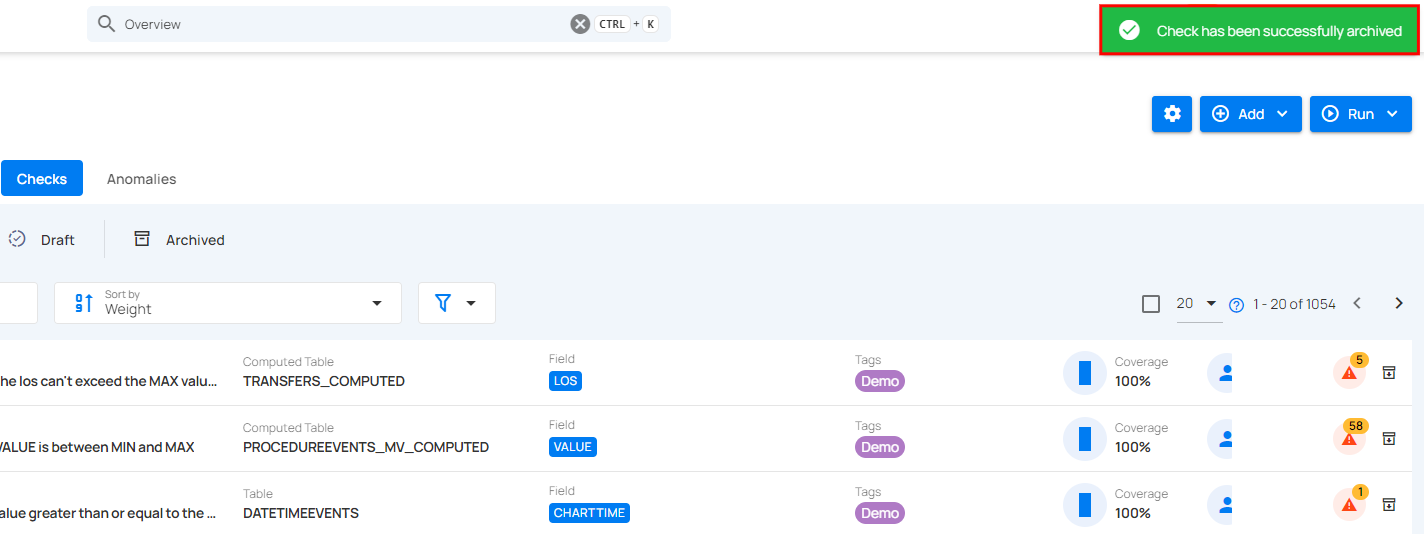 Overview
CTRL + K
Check has been successfully archived
Add
Run
Checks
Anomalies
Draft
Archived
Sort by
Weight
20
1 - 20 of 1054
he los can't exceed the MAX valu...
Computed Table
TRANSFERS_COMPUTED
Field
LOS
Tags
Demo
Coverage
100%
5
VALUE is between MIN and MAX
Computed Table
PROCEDUREEVENTS_MV_COMPUTED
Field
VALUE
Tags
Demo
Coverage
100%
58
alue greater than or equal to the ...
Table
DATETIMEEVENTS
Field
CHARTTIME
Tags
Demo
Coverage
100%
1